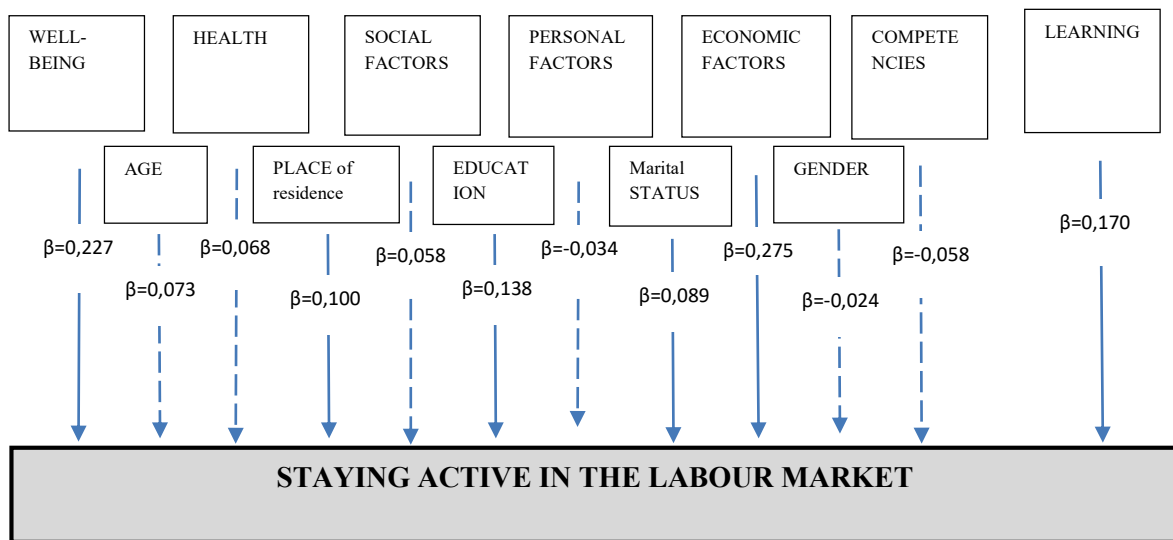 WELL-
BEING
HEALTH
SOCIAL
FACTORS
PERSONAL
FACTORS
ECONOMIC
FACTORS
COMPETE
NCIES
LEARNING
AGE
PLACE of
residence
EDUCAT
ION
Marital
STATUS
GENDER
β=0,227
β=0,073
β=0,068
β=0,100
β=0,058
β=0,138
β=-0,034
β=0,089
β=0,275
β=-0,024
β=-0,058
β=0,170
STAYING ACTIVE IN THE LABOUR MARKET